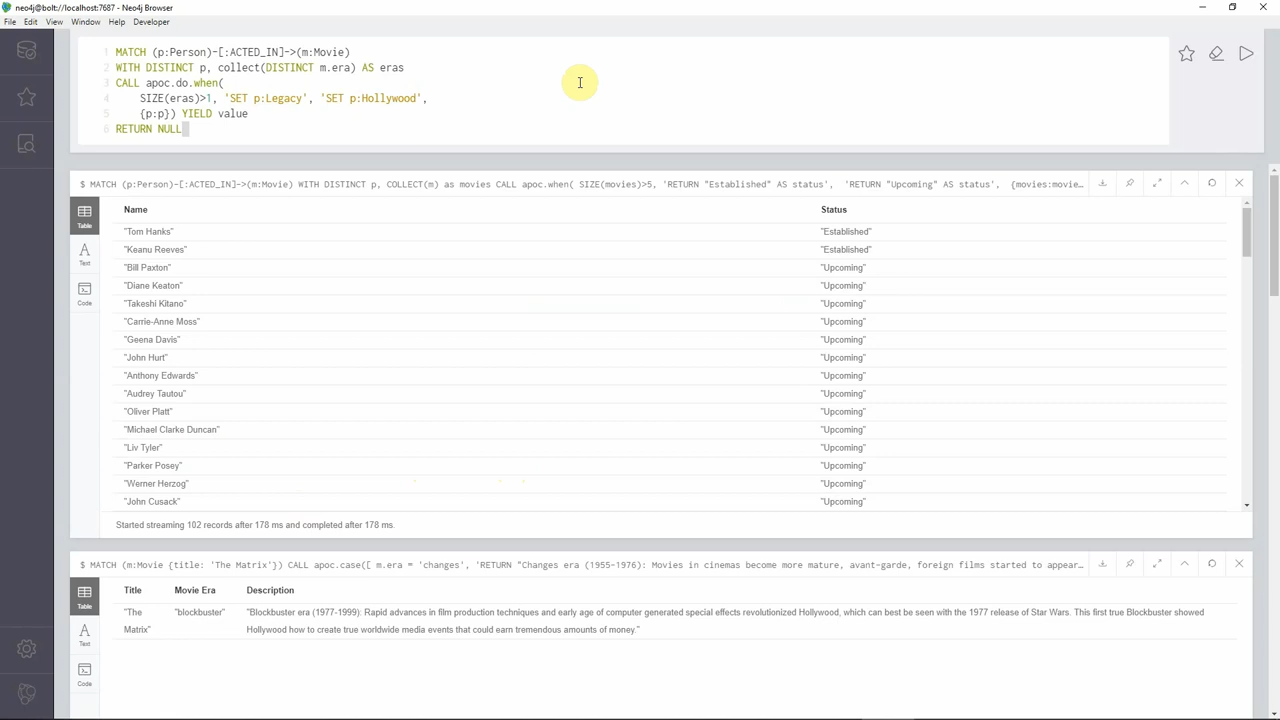 neo4j@bolt://localhost:7687 - Neo4j Browser
File Edit View Window Help Developer
1 MATCH (p:Person)-[:ACTED_IN]->(m:Movie)
2 WITH DISTINCT p, collect(DISTINCT m.era) AS eras
3 CALL apoc.do.when(
4 SIZE(eras)>1, 'SET p:Legacy', 'SET p:Hollywood',
5 {p:p}) YIELD value
6 RETURN NULL
$ MATCH (p:Person)-[:ACTED_IN]->(m:Movie) WITH DISTINCT p, COLLECT(m) as movies CALL apoc.when( SIZE(movies)>5, 'RETURN "Established" AS status', 'RETURN "Upcoming" AS status', {movies:movie…
Table
Text
Code
Name Status
"Tom Hanks" "Established"
"Keanu Reeves" "Established"
"Bill Paxton" "Upcoming"
"Diane Keaton" "Upcoming"
"Takeshi Kitano" "Upcoming"
"Carrie-Anne Moss" "Upcoming"
"Geena Davis" "Upcoming"
"John Hurt" "Upcoming"
"Anthony Edwards" "Upcoming"
"Audrey Tautou" "Upcoming"
"Oliver Platt" "Upcoming"
"Michael Clarke Duncan" "Upcoming"
"Liv Tyler" "Upcoming"
"Parker Posey" "Upcoming"
"Werner Herzog" "Upcoming"
"John Cusack" "Upcoming"
Started streaming 102 records after 178 ms and completed after 178 ms.
$ MATCH (m:Movie {title: 'The Matrix'}) CALL apoc.case([ m.era = 'changes', 'RETURN "Changes era (1955-1976): Movies in cinemas become more mature, avant-garde, foreign films started to appear…
Table
Text
Code
Title Movie Era Description
"The "blockbuster" "Blockbuster era (1977-1999): Rapid advances in film production techniques and early age of computer generated special effects revolutionized Hollywood, which can best be seen with the 1977 release of Star Wars. This first true Blockbuster showed
Matrix" Hollywood how to create true worldwide media events that could earn tremendous amounts of money."